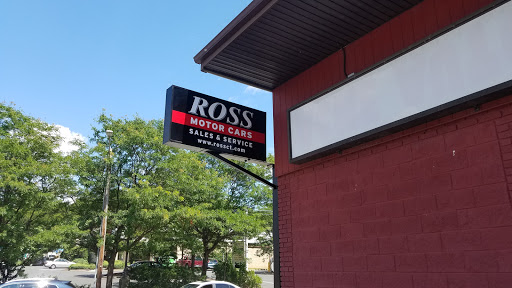 ROSS
MOTOR CARS
SALES & SERVICE
www.rossct.com